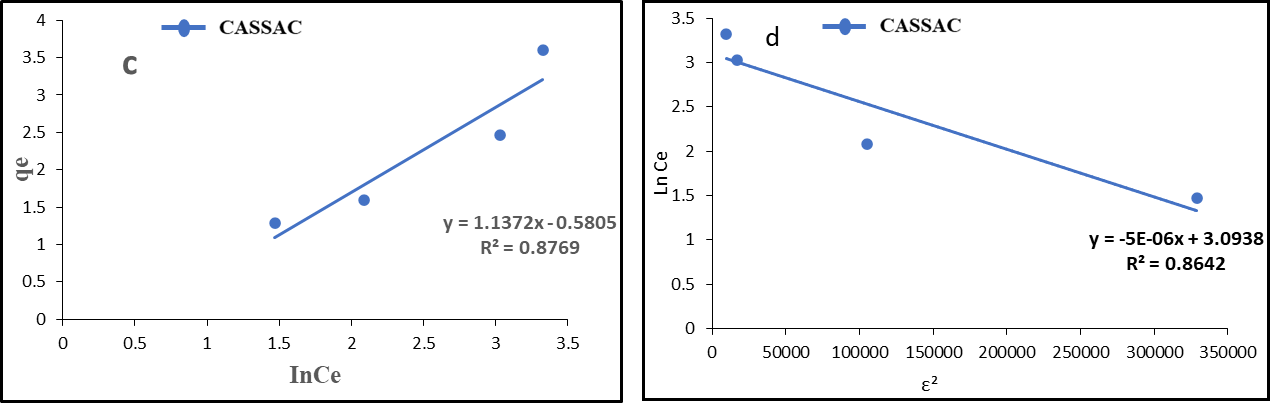 CASSAC
c
4
3.5
3
2.5
2
1.5
1
0.5
0
qe
y = 1.1372x - 0.5805
R² = 0.8769
0 0.5 1 1.5 2 2.5 3 3.5
InCe
CASSAC
d
3.5
3
2.5
2
1.5
1
0.5
0
Ln Ce
y = -5E-06x + 3.0938
R² = 0.8642
0 50000 100000 150000 200000 250000 300000 350000
ε²